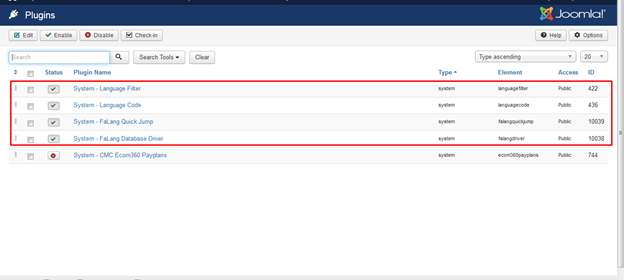 Plugins Joomla!
Edit Enable Disable Check-in Help Options
Search Search Tools Clear Type ascending 20
Status Plugin Name Type Element Access ID
System - Language Filter system languagefilter Public 422
System - Language Code system languagecode Public 436
System - FaLang Quick Jump system falangquickjump Public 10039
System - FaLang Database Driver system falangdriver Public 10038
System - CMC Ecom360 Payplans system ecom360payplans Public 744